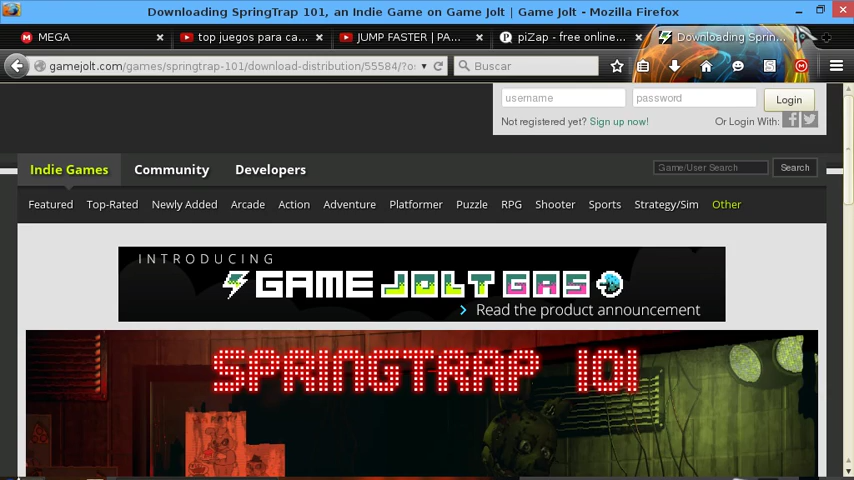 Downloading SpringTrap 101, an Indie Game on Game Jolt | Game Jolt - Mozilla Firefox
MEGA
top juegos para ca...
JUMP FASTER | PA...
piZap - free online...
Downloading Sprin...
gamejolt.com/games/springtrap-101/download-distribution/55584/?o
Buscar
username
password
Login
Not registered yet? Sign up now!
Or Login With:
Indie Games
Community
Developers
Game/User Search
Search
Featured
Top-Rated
Newly Added
Arcade
Action
Adventure
Platformer
Puzzle
RPG
Shooter
Sports
Strategy/Sim
Other
INTRODUCING
GAME JOLT GAS
Read the product announcement
SPRINGTRAP 101